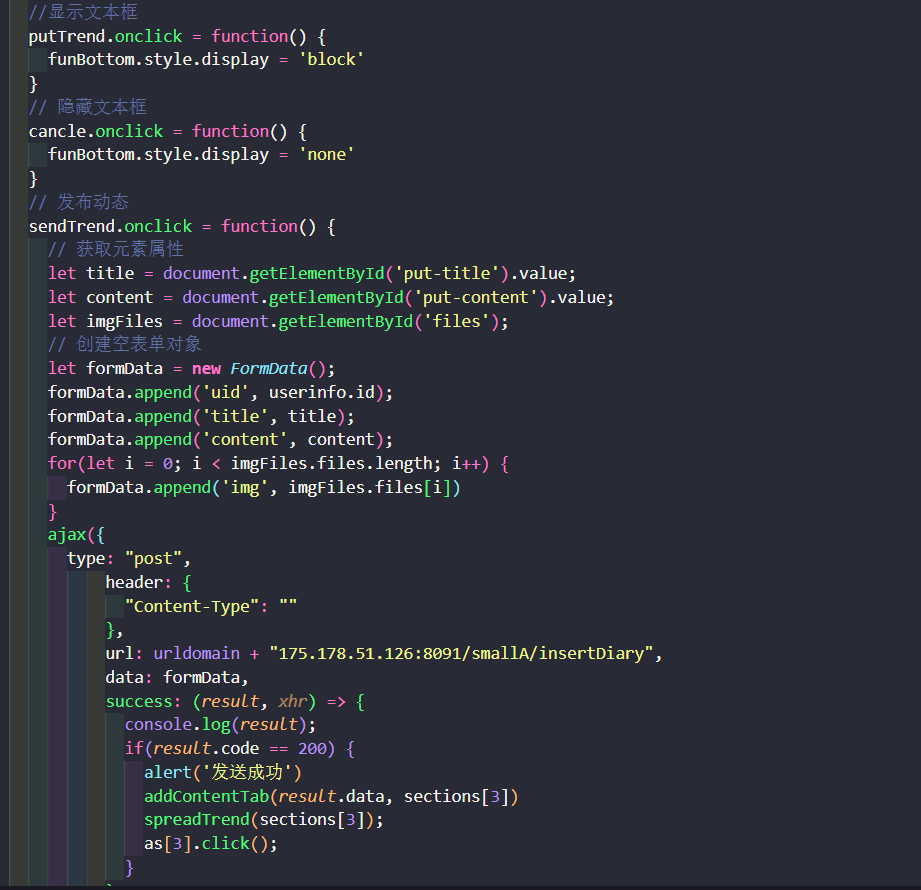 //显示文本框
putTrend.onclick = function() {
funBottom.style.display = 'block'
}
// 隐藏文本框
cancle.onclick = function() {
funBottom.style.display = 'none'
}
// 发布动态
sendTrend.onclick = function() {
// 获取元素属性
let title = document.getElementById('put-title').value;
let content = document.getElementById('put-content').value;
let imgFiles = document.getElementById('files');
// 创建空表单对象
let formData = new FormData();
formData.append('uid', userinfo.id);
formData.append('title', title);
formData.append('content', content);
for(let i = 0; i < imgFiles.files.length; i++) {
formData.append('img', imgFiles.files[i])
}
ajax({
type: "post",
header: {
"Content-Type": ""
},
url: urldomain + "175.178.51.126:8091/smallA/insertDiary",
data: formData,
success: (result, xhr) => {
console.log(result);
if(result.code == 200) {
alert('发送成功')
addContentTab(result.data, sections[3])
spreadTrend(sections[3]);
as[3].click();
}